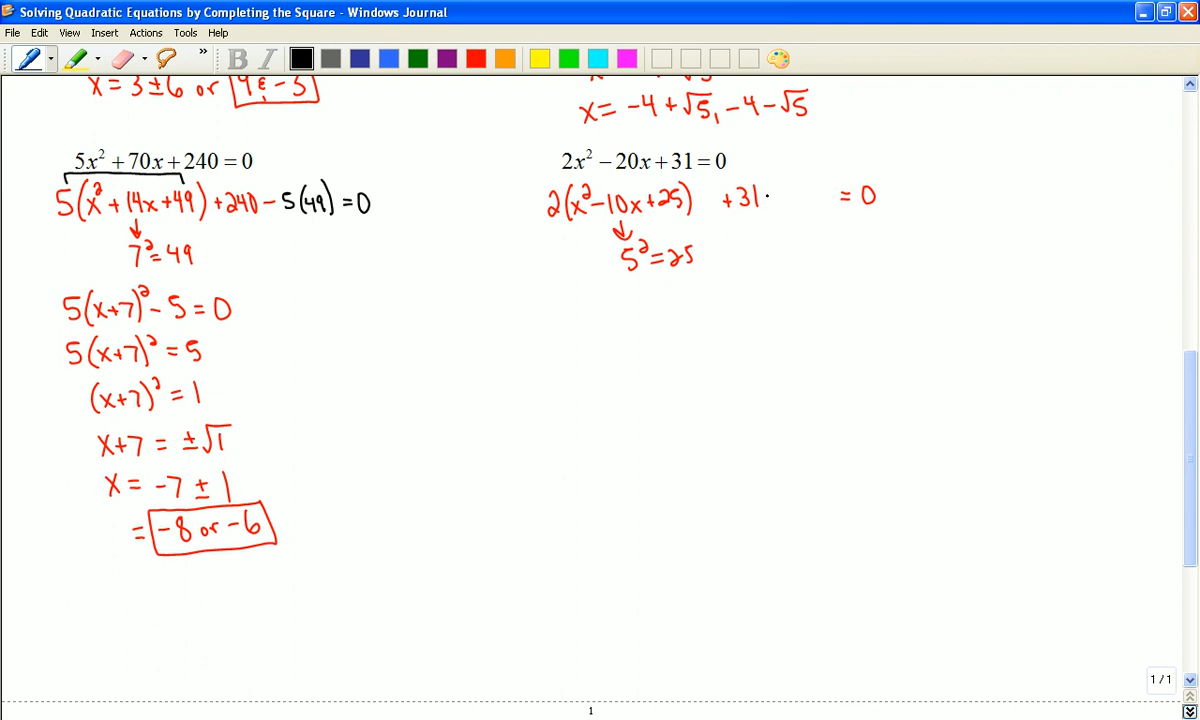 Solving Quadratic Equations by Completing the Square - Windows Journal
File Edit View Insert Actions Tools Help
» B I
x = 3 ± 6 or
x = -4 + √5, -4 - √5
5x² + 70x + 240 = 0
5(x² + 14x + 49) + 240 - 5(49) = 0
7² = 49
5(x+7)² - 5 = 0
5(x+7)² = 5
(x+7)² = 1
x+7 = ±√1
x = -7 ± 1
= -8 or -6
2x² − 20x + 31 = 0
2(x² - 10x + 25) + 31 = 0
5² = 25
1 / 1
1